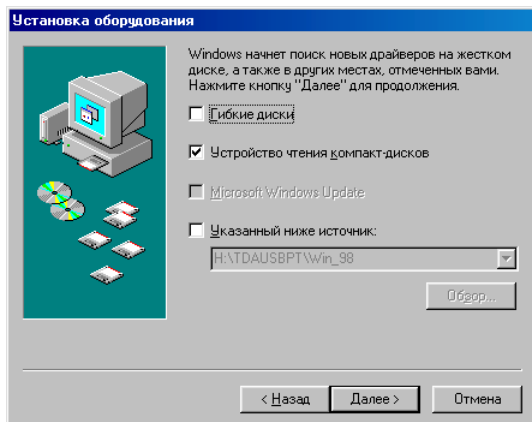 Установка оборудования
Windows начнет поиск новых драйверов на жестком
диске, а также в других местах, отмеченных вами.
Нажмите кнопку "Далее" для продолжения.
Гибкие диски
Устройство чтения компакт-дисков
Microsoft Windows Update
Указанный ниже источник:
H:\TDAUSBPT\Win_98
Обзор...
< Назад
Далее >
Отмена